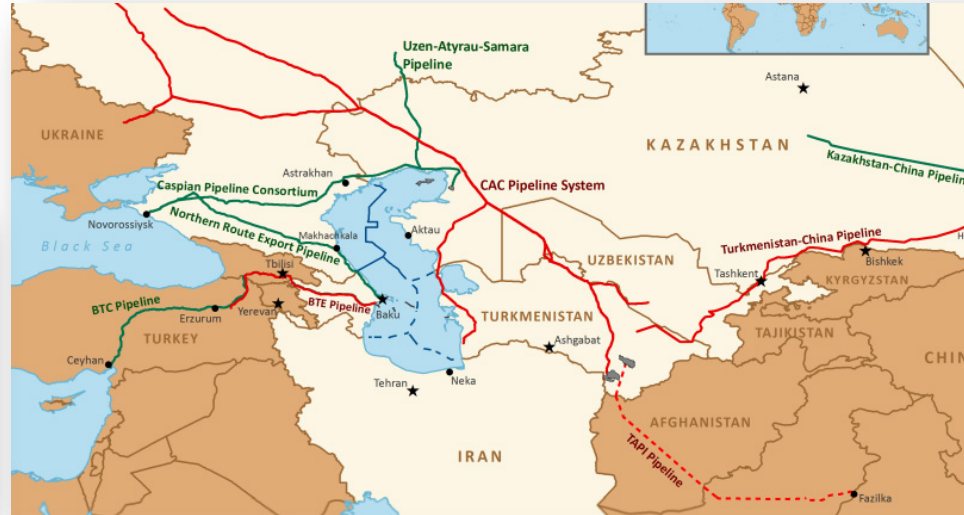 Uzen-Atyrau-Samara
Pipeline
Astana
UKRAINE
KAZAKHSTAN
Kazakhstan-China Pipeline
Astrakhan
Caspian Pipeline Consortium
CAC Pipeline System
Novorossiysk
Northern Route Export Pipeline
Makhachkala
Aktau
Black Sea
Turkmenistan-China Pipeline
Bishkek
UZBEKISTAN
Tashkent
KYRGYZSTAN
Tbilisi
BTC Pipeline
Erzurum
Yerevan
BTE Pipeline
Baku
TURKMENISTAN
TAJIKISTAN
TURKEY
Ashgabat
CHIN
Ceyhan
Tehran
Neka
AFGHANISTAN
IRAN
TAPI Pipeline
Fazilka